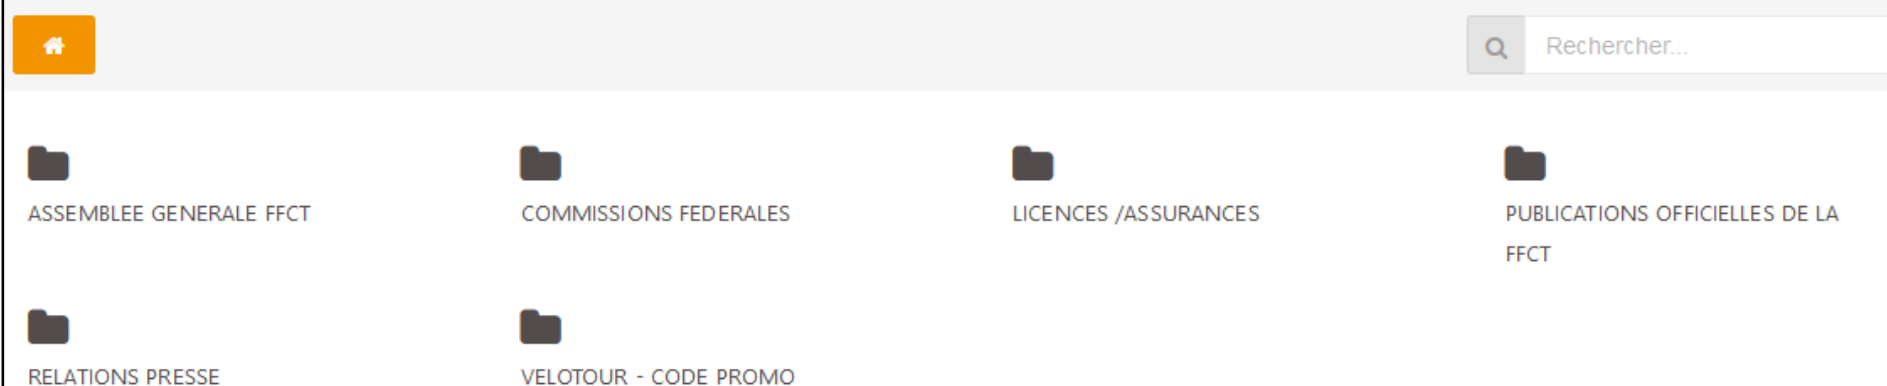 Rechercher...
ASSEMBLEE GENERALE FFCT
COMMISSIONS FEDERALES
LICENCES /ASSURANCES
PUBLICATIONS OFFICIELLES DE LA
FFCT
RELATIONS PRESSE
VELOTOUR - CODE PROMO